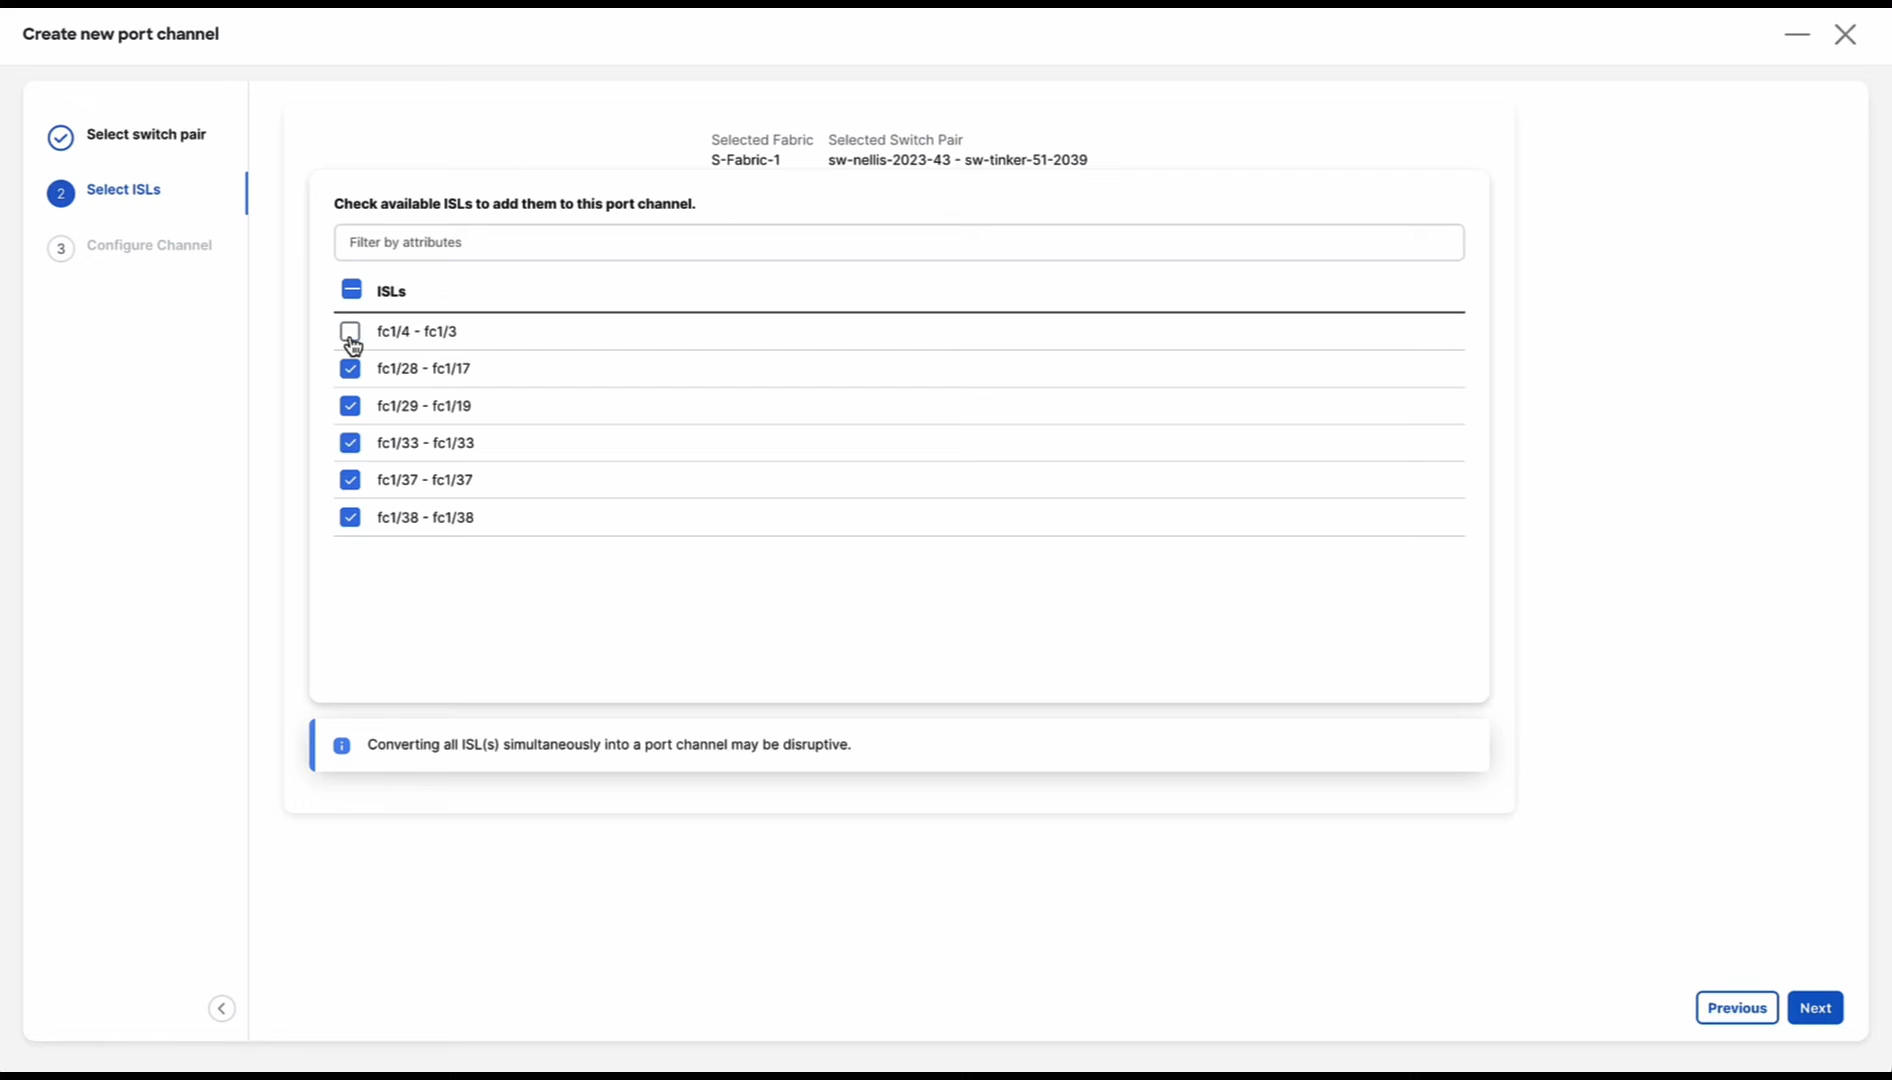 Create new port channel
Select switch pair
2 Select ISLs
3 Configure Channel
Selected Fabric Selected Switch Pair
S-Fabric-1 sw-nellis-2023-43 - sw-tinker-51-2039
Check available ISLs to add them to this port channel.
Filter by attributes
ISLs
fc1/4 - fc1/3
fc1/28 - fc1/17
fc1/29 - fc1/19
fc1/33 - fc1/33
fc1/37 - fc1/37
fc1/38 - fc1/38
Converting all ISL(s) simultaneously into a port channel may be disruptive.
Previous Next